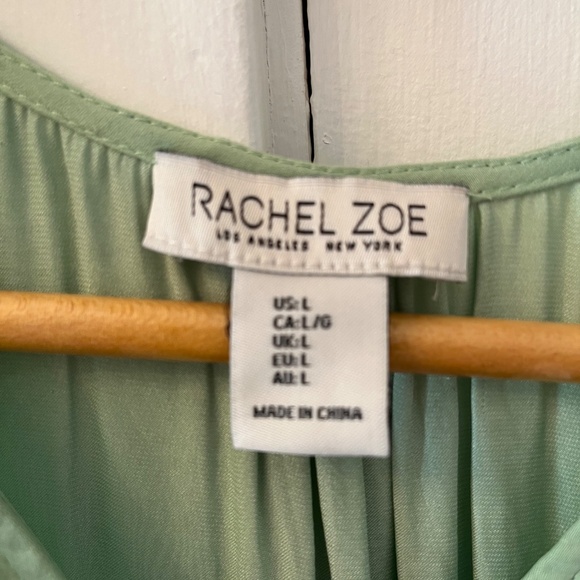 RACHEL ZOE
LOS ANGELES NEW YORK
US: L
CA: L/G
UK: L
EU: L
AU: L
MADE IN CHINA